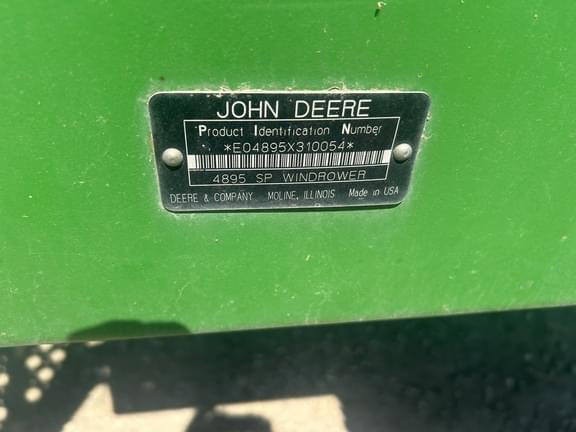 JOHN DEERE
Product Identification Number
*E04895X310054*
4895 SP WINDROWER
DEERE & COMPANY MOLINE, ILLINOIS Made in USA